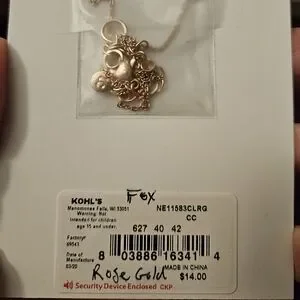 Fox
KOHL'S
Menomonee Falls, WI 53051
Warning: Not
intended for children
age 15 and under.
NE11583CLRG
CC
627 40 42
Factory#
Date of
Manufacture
03/20
8 03886 16341 4
Rose Gold
MADE IN CHINA
$14.00
Security Device Enclosed CKP